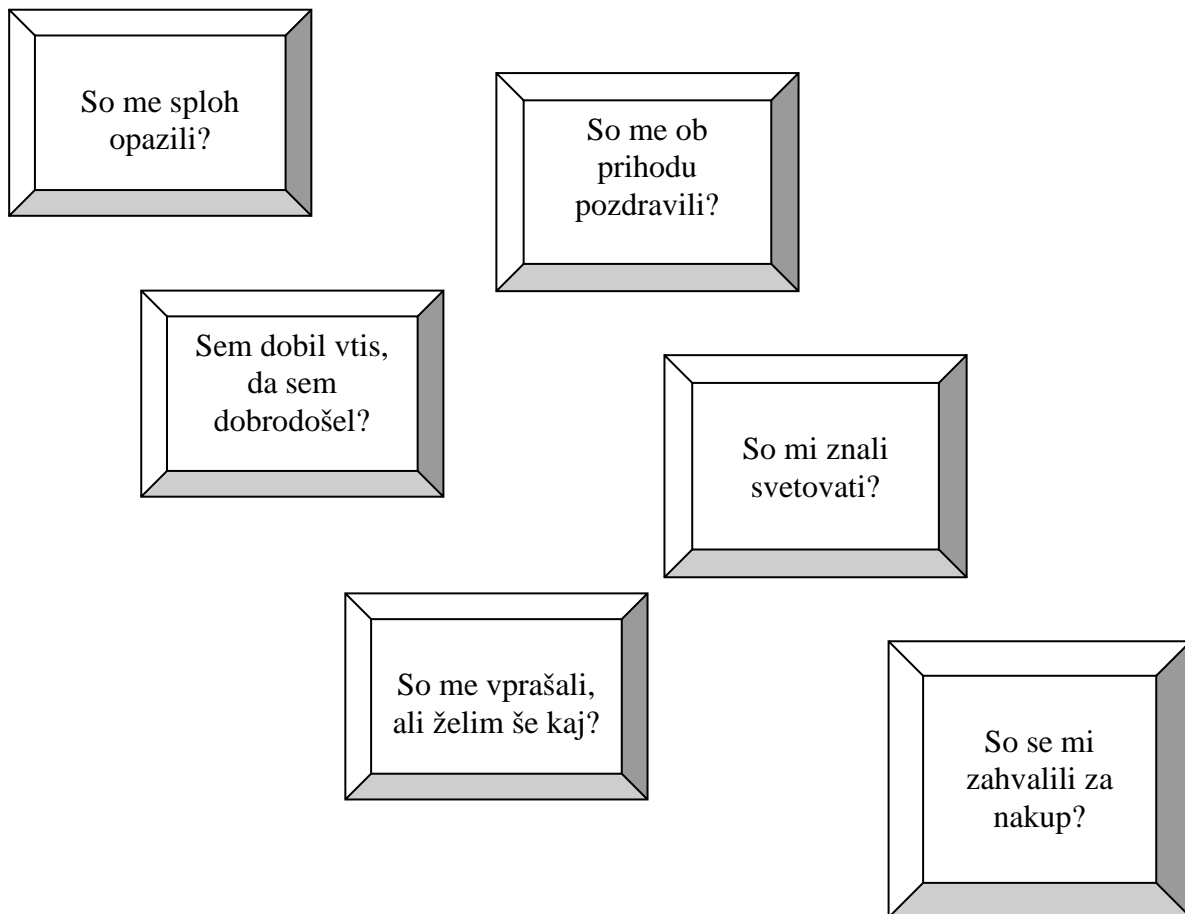 So me sploh
opazili?
So me ob
prihodu
pozdravili?
Sem dobil vtis,
da sem
dobrodošel?
So mi znali
svetovati?
So me vprašali,
ali želim še kaj?
So se mi
zahvalili za
nakup?